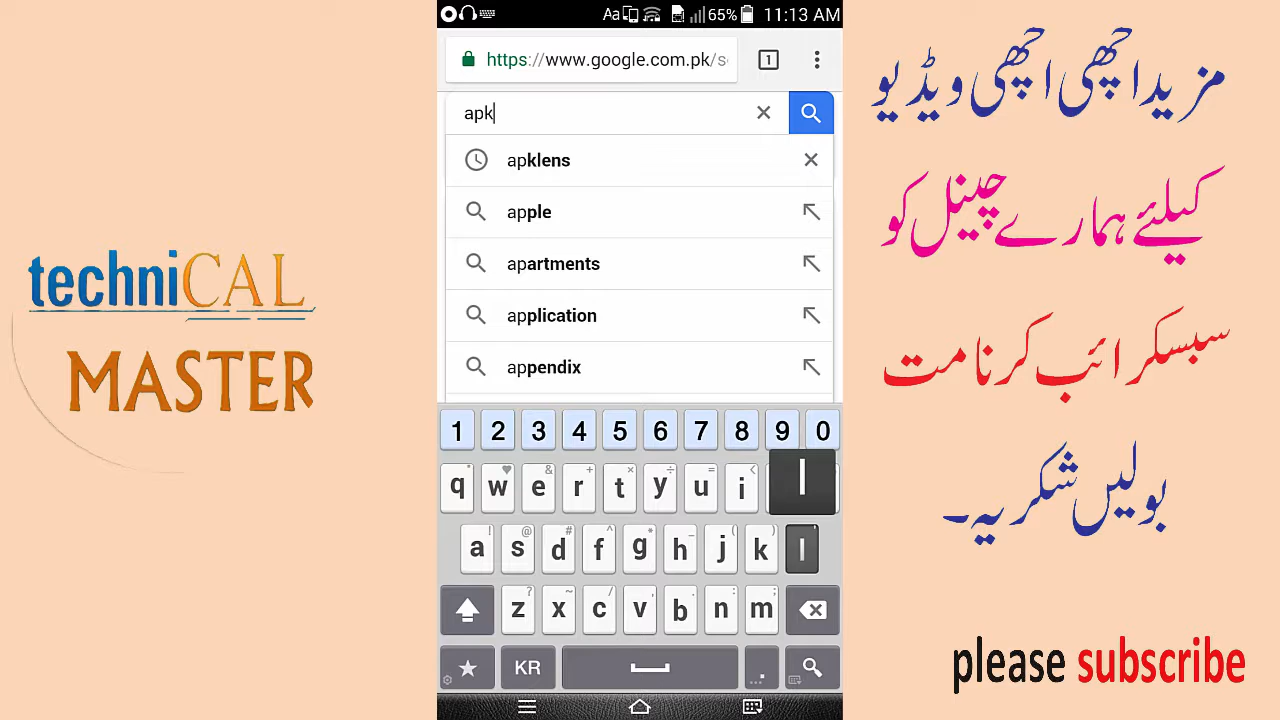 techniCAL
MASTER
65% 11:13 AM
https://www.google.com.pk/s
1
apk
apklens
apple
apartments
application
appendix
1 2 3 4 5 6 7 8 9 0
q w e r t y u i l
a s d f g h j k l
z x c v b n m
KR
مزید اچھی اچھی ویڈیو
کیلئے ہمارے چینل کو
سبسکرائب کرنا مت
بولیں شکریہ۔
please subscribe